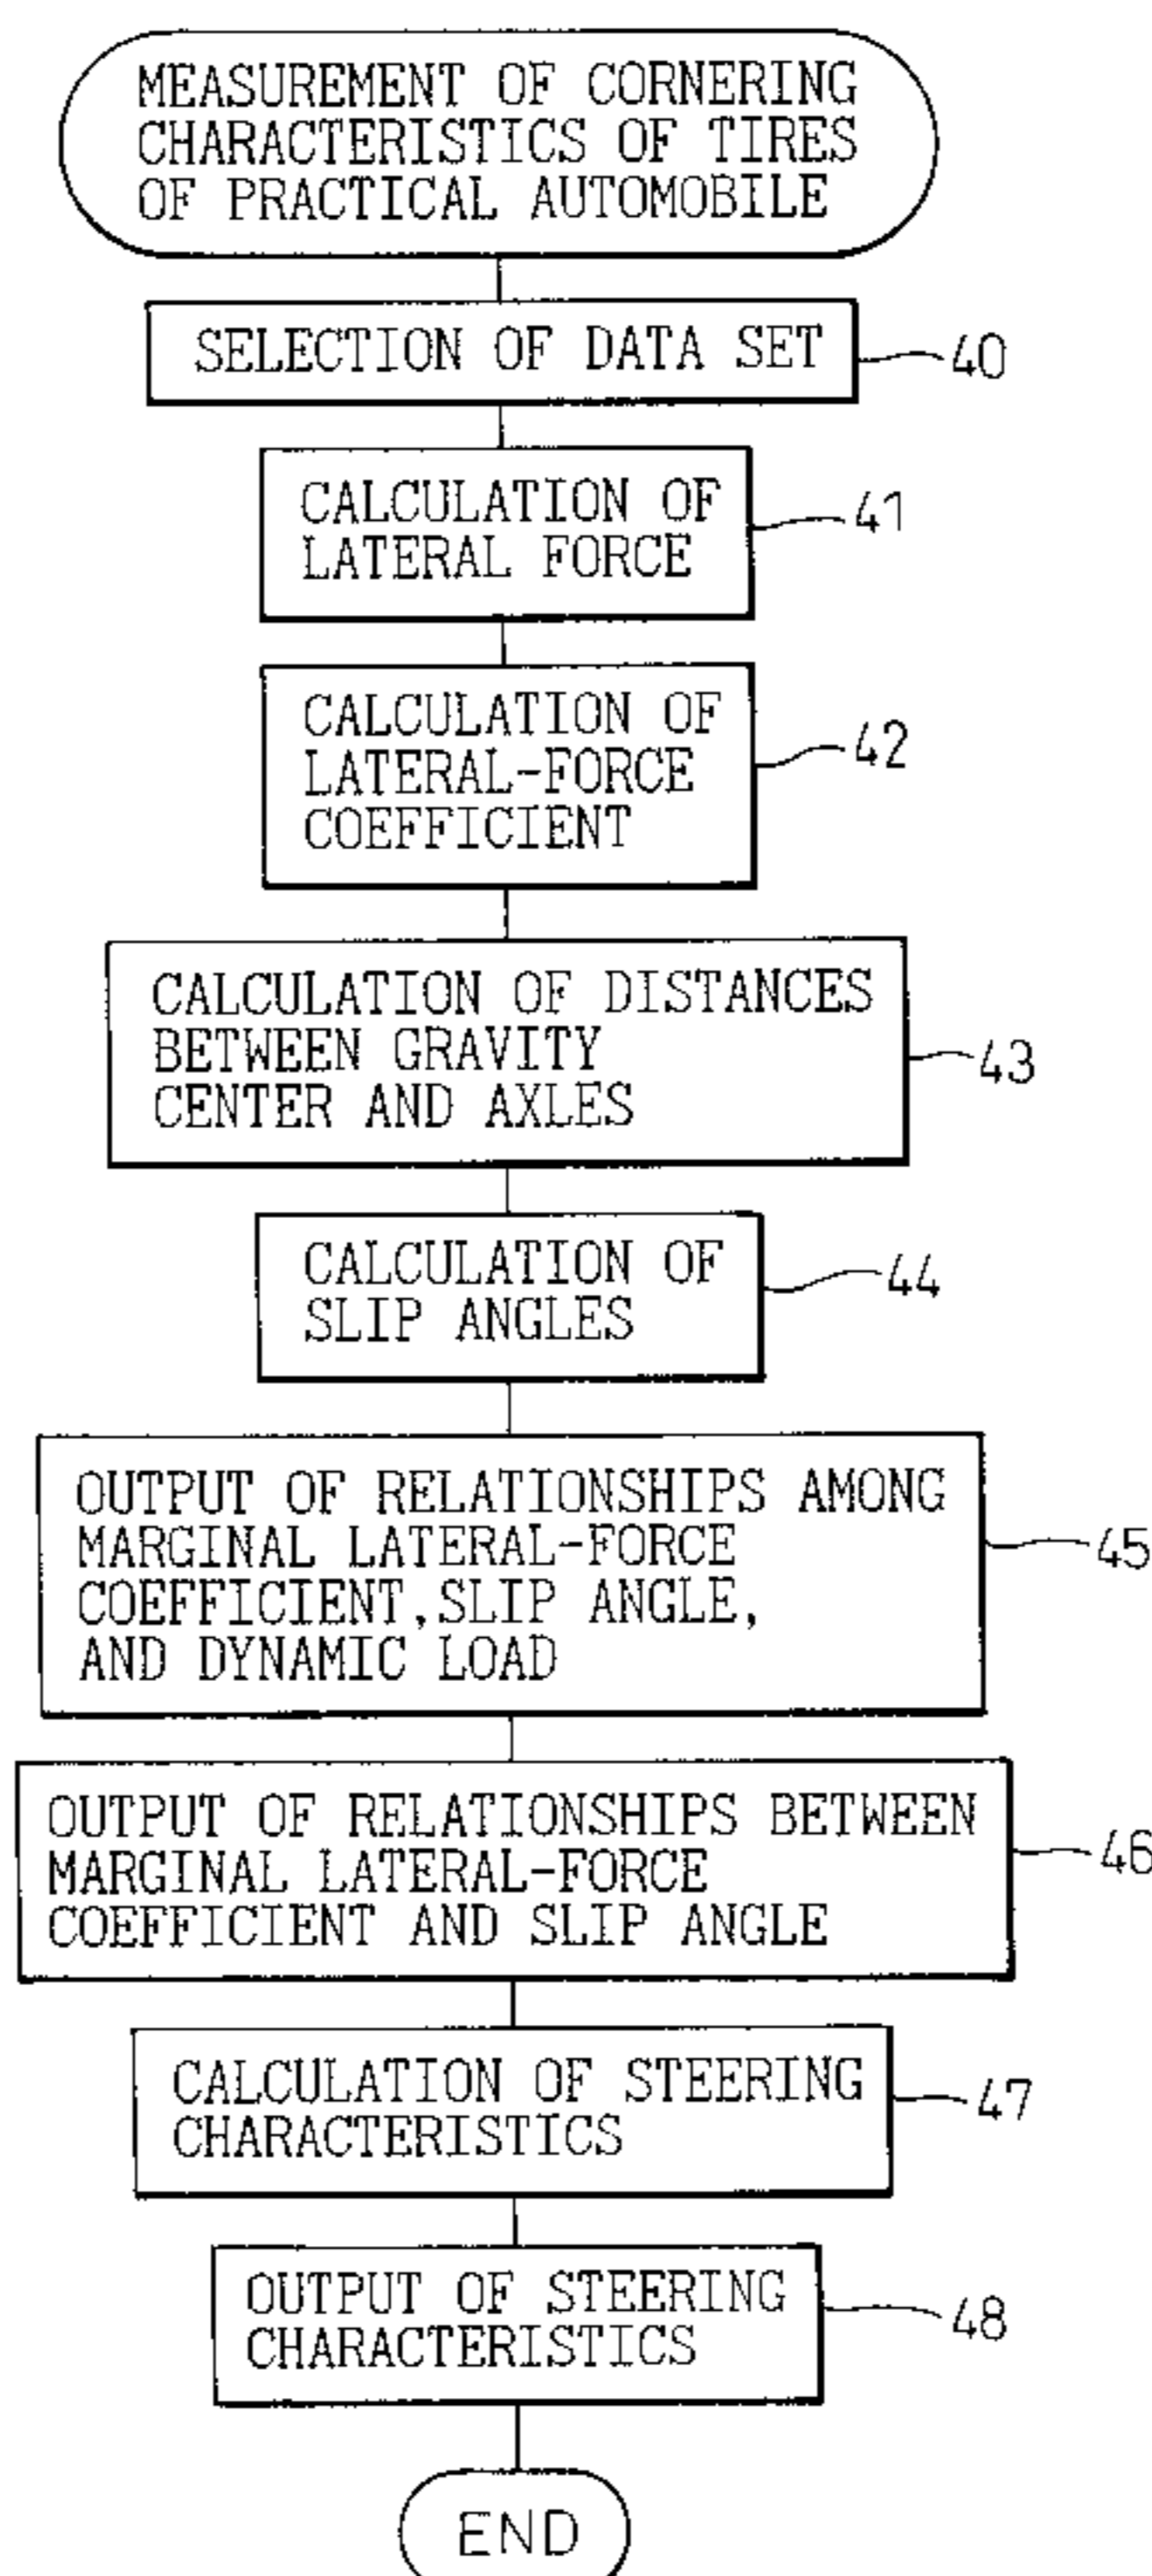 MEASUREMENT OF CORNERING
CHARACTERISTICS OF TIRES
OF PRACTICAL AUTOMOBILE
SELECTION OF DATA SET
40
CALCULATION OF
LATERAL FORCE
41
CALCULATION OF
LATERAL-FORCE
COEFFICIENT
42
CALCULATION OF DISTANCES
BETWEEN GRAVITY
CENTER AND AXLES
43
CALCULATION OF
SLIP ANGLES
44
OUTPUT OF RELATIONSHIPS AMONG
MARGINAL LATERAL-FORCE
COEFFICIENT, SLIP ANGLE,
AND DYNAMIC LOAD
45
OUTPUT OF RELATIONSHIPS BETWEEN
MARGINAL LATERAL-FORCE
COEFFICIENT AND SLIP ANGLE
46
CALCULATION OF STEERING
CHARACTERISTICS
47
OUTPUT OF STEERING
CHARACTERISTICS
48
END